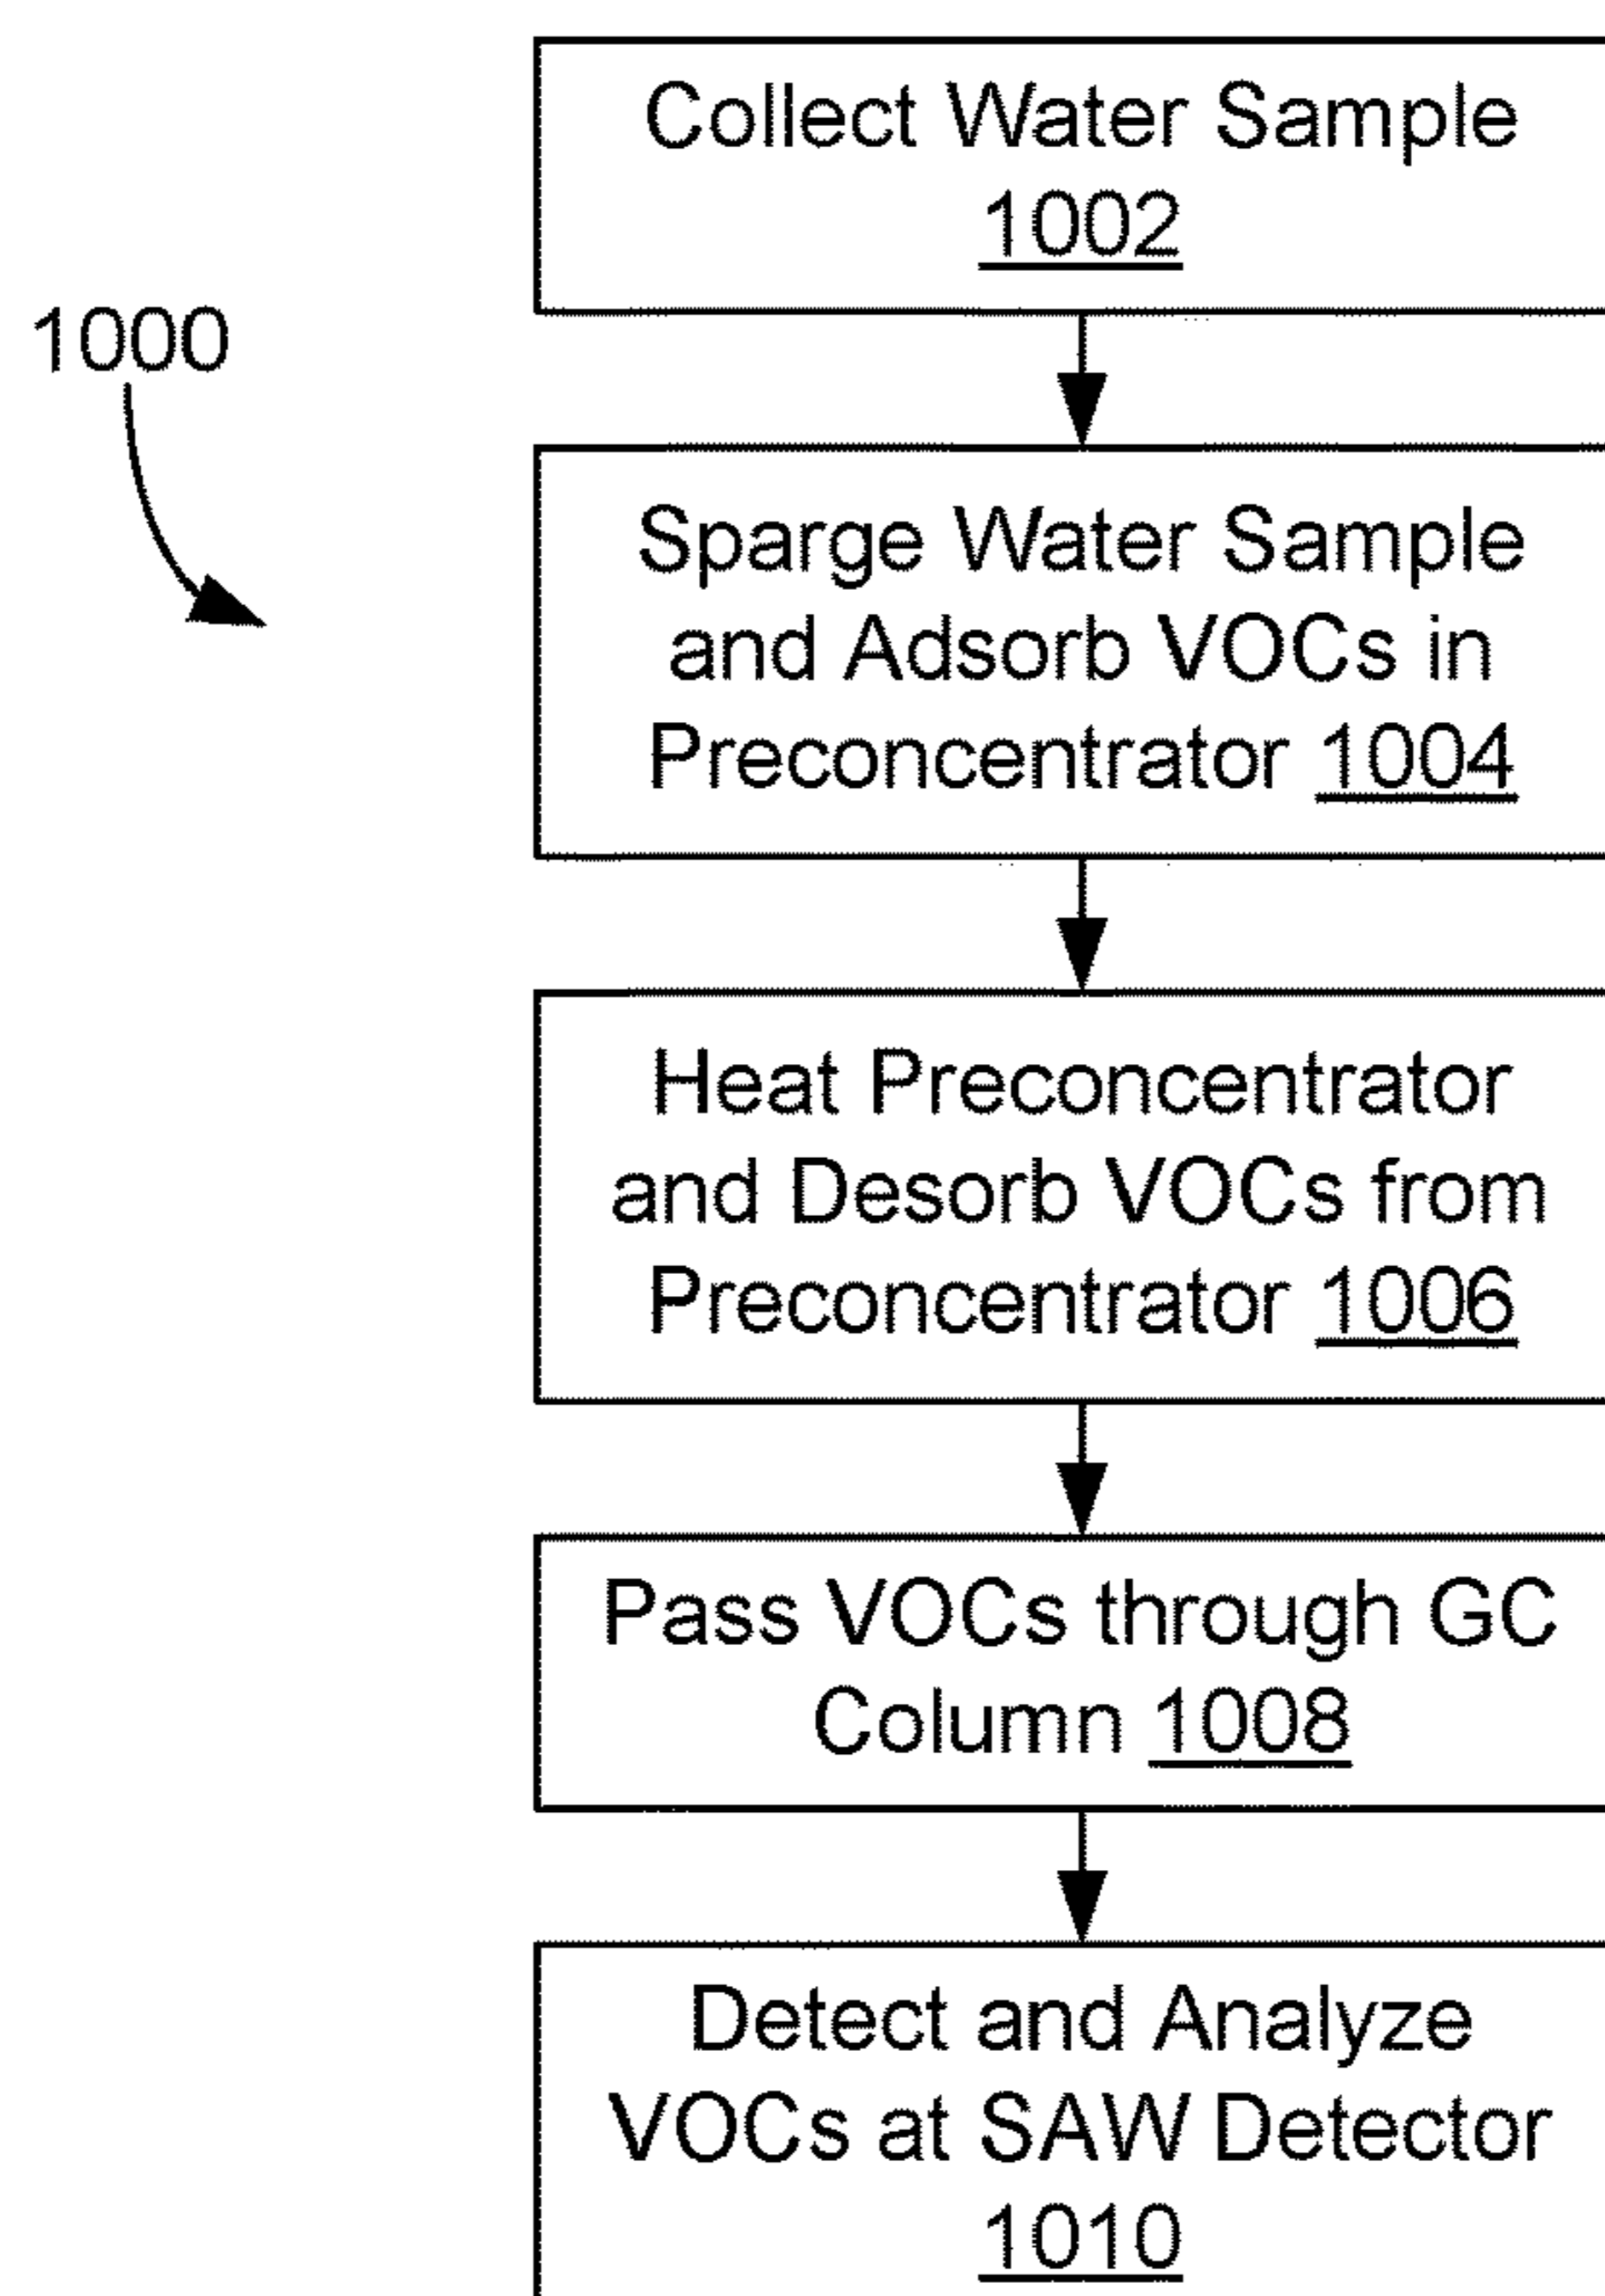 Collect Water Sample
1002
1000
Sparge Water Sample
and Adsorb VOCs in
Preconcentrator 1004
Heat Preconcentrator
and Desorb VOCs from
Preconcentrator 1006
Pass VOCs through GC
Column 1008
Detect and Analyze
VOCs at SAW Detector
1010